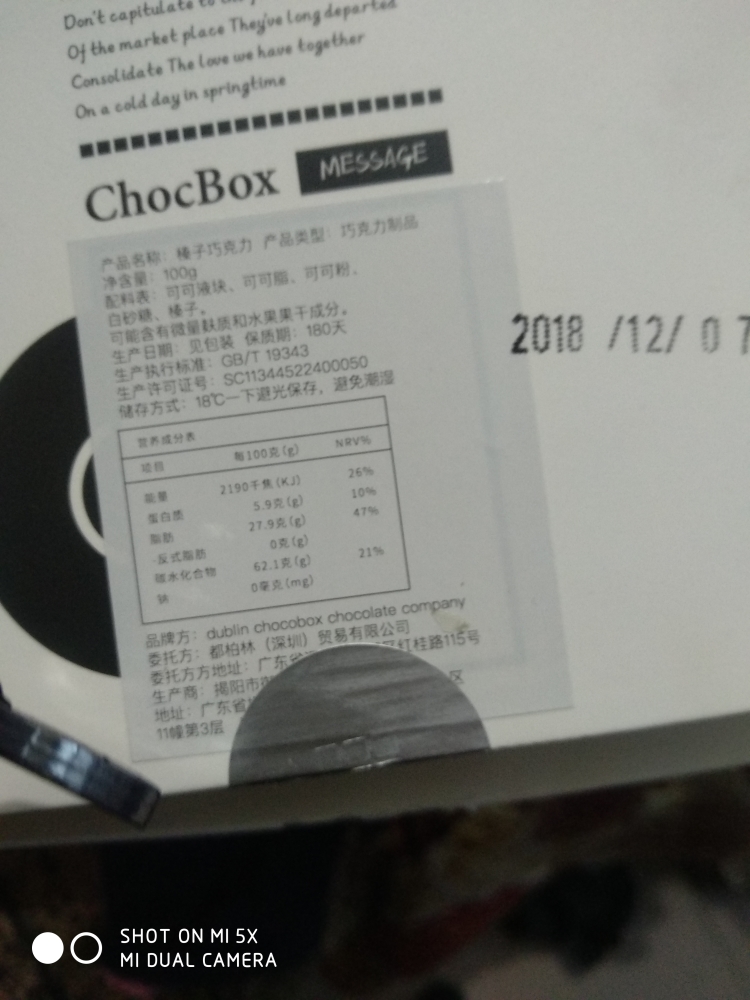 Don't capitulate to
Of the market place They've long departed
Consolidate The love we have together
On a cold day in springtime
ChocBox MESSAGE
产品名称：榛子巧克力 产品类型：巧克力制品
净含量：100g
配料表：可可液块、可可脂、可可粉、
白砂糖、榛子。
可能含有微量麸质和水果果干成分。
生产日期：见包装 保质期：180天
生产执行标准：GB/T 19343
生产许可证号：SC11344522400050
储存方式：18℃一下避光保存，避免潮湿
2018 /12/ 0 7
营养成分表
项目 每100克(g) NRV%
能量 2190千焦(KJ) 26%
蛋白质 5.9克(g) 10%
脂肪 27.9克(g) 47%
-反式脂肪 0克(g)
碳水化合物 62.1克(g) 21%
钠 0毫克(mg)
品牌方：dublin chocobox chocolate company
委托方：都柏林（深圳）贸易有限公司
委托方方地址：广东省 区红桂路115号
生产商：揭阳市 区
地址：广东省
11幢第3层
SHOT ON MI 5X
MI DUAL CAMERA